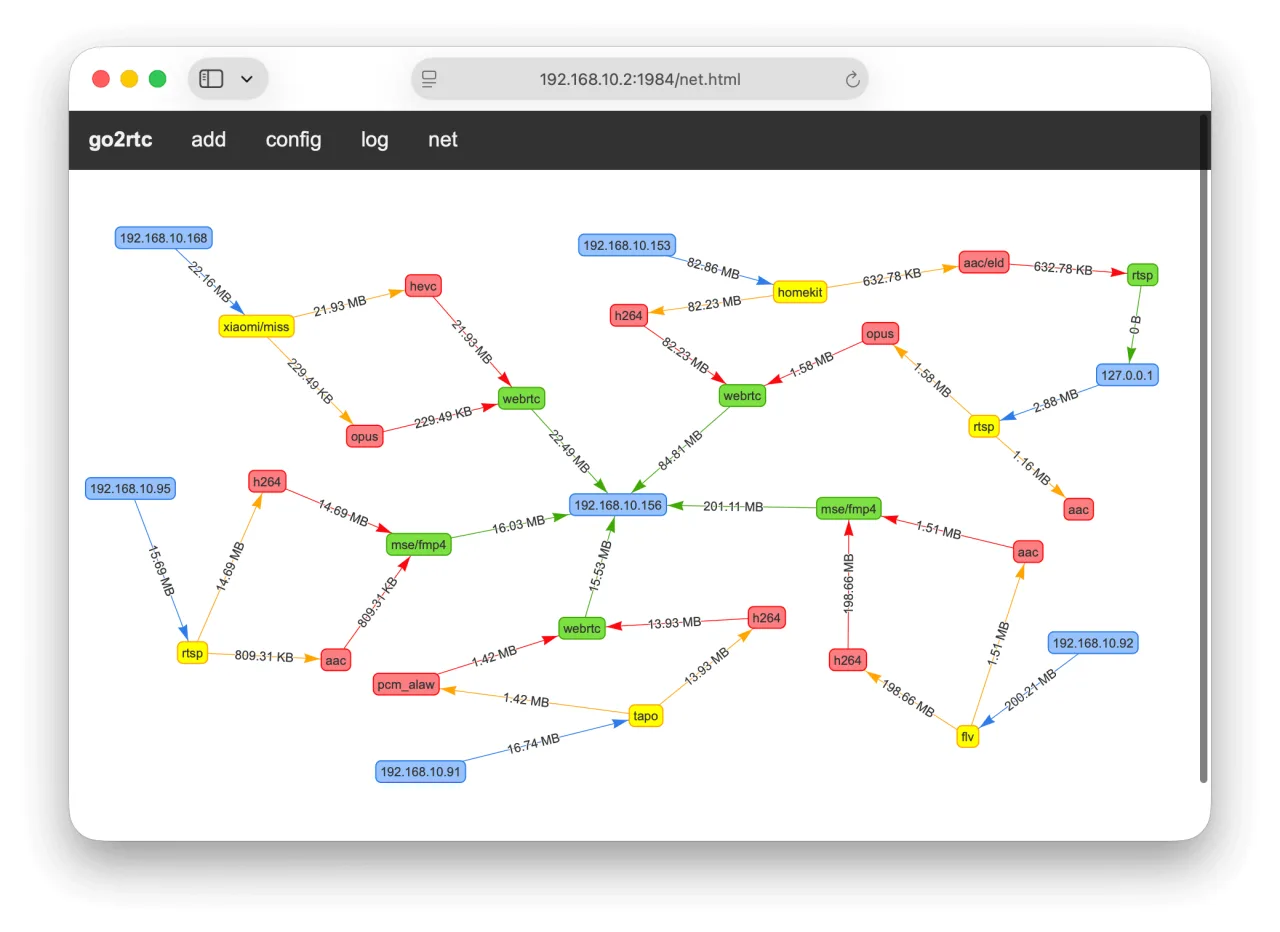 192.168.10.2:1984/net.html
go2rtc add config log net
192.168.10.168
22.16 MB
xiaomi/miss
21.93 MB
hevc
21.93 MB
229.49 KB
opus
229.49 KB
webrtc
22.49 MB
192.168.10.153
82.86 MB
homekit
632.78 KB
aac/eld
632.78 KB
rtsp
0 B
127.0.0.1
2.88 MB
rtsp
1.58 MB
opus
1.58 MB
1.16 MB
aac
82.23 MB
h264
82.23 MB
webrtc
84.81 MB
192.168.10.156
192.168.10.95
15.69 MB
rtsp
14.69 MB
h264
14.69 MB
809.31 KB
aac
809.31 KB
mse/fmp4
16.03 MB
201.11 MB
mse/fmp4
1.51 MB
aac
1.51 MB
198.66 MB
h264
198.66 MB
flv
200.21 MB
192.168.10.92
15.53 MB
webrtc
13.93 MB
h264
13.93 MB
1.42 MB
pcm_alaw
1.42 MB
tapo
16.74 MB
192.168.10.91